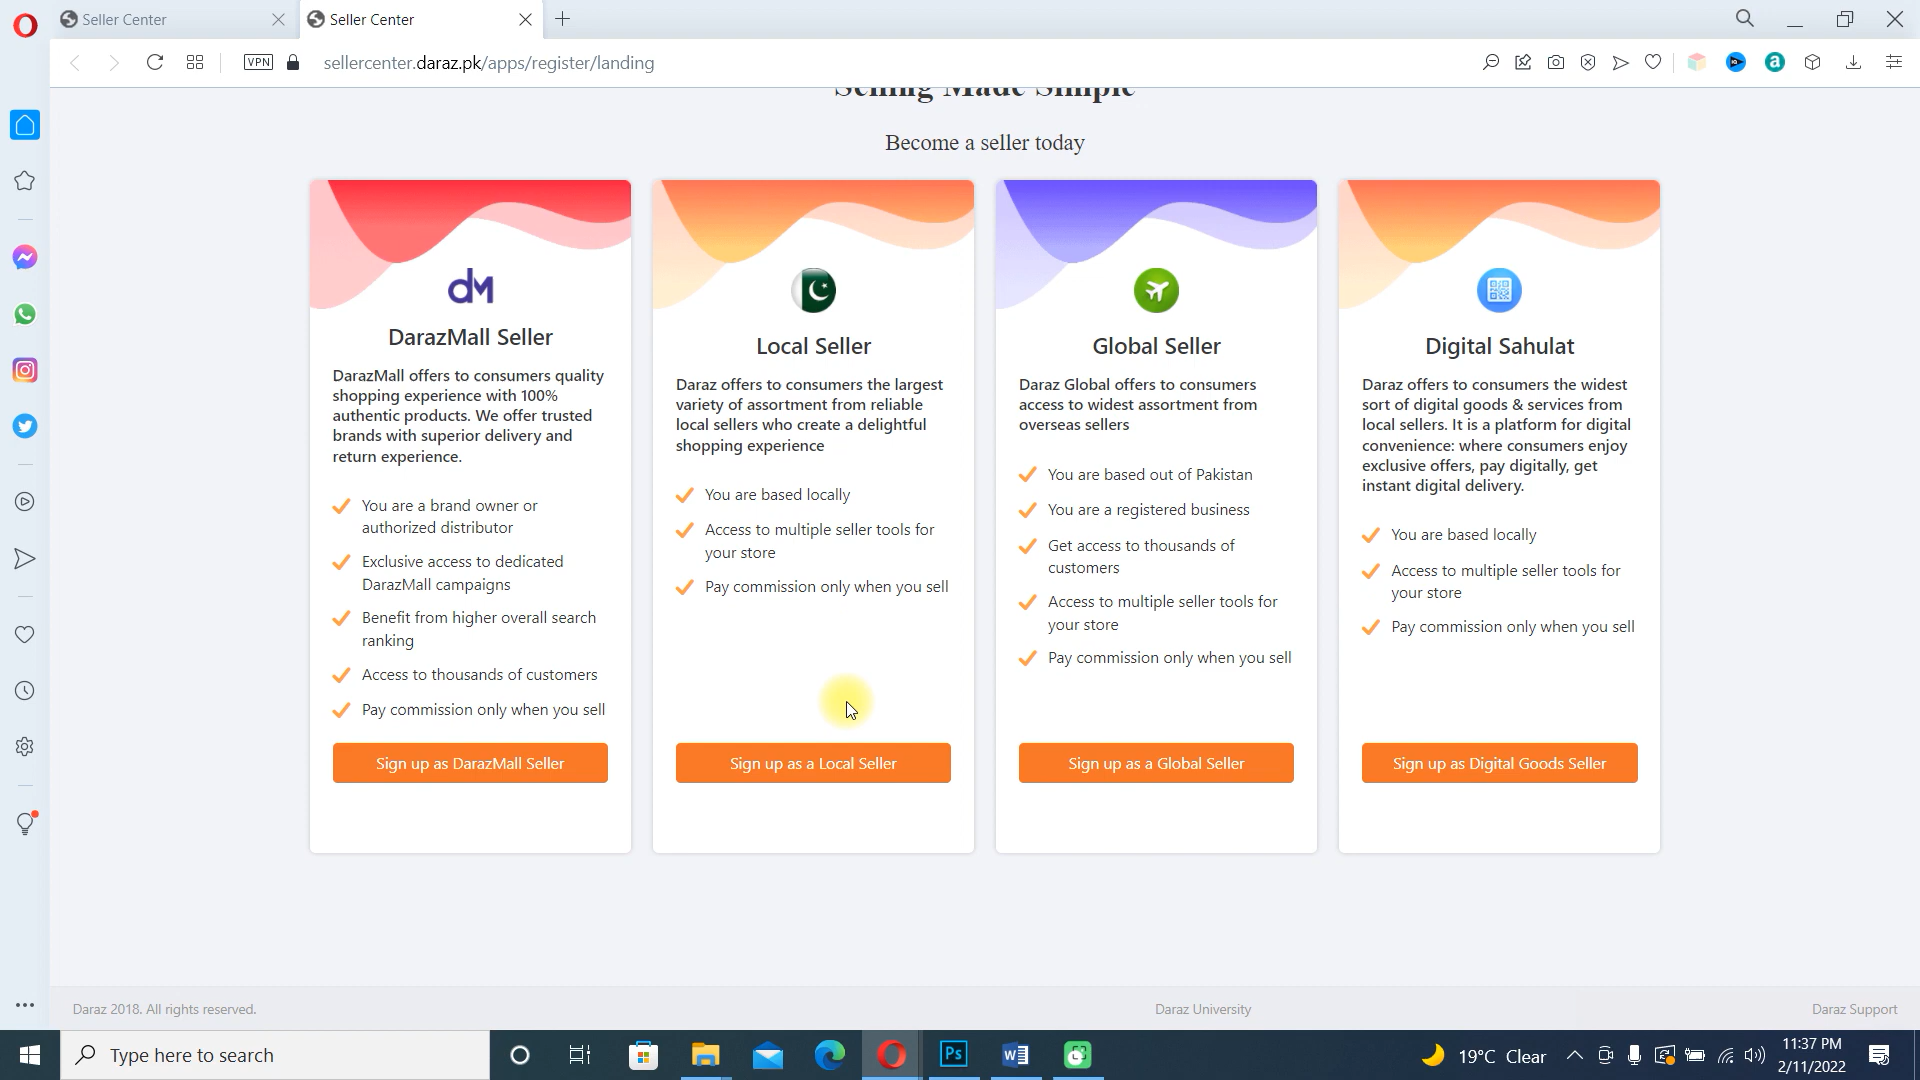 Seller Center
Seller Center
VPN
sellercenter.daraz.pk/apps/register/landing
Selling Made Simple
Become a seller today
dM
DarazMall Seller
DarazMall offers to consumers quality
shopping experience with 100%
authentic products. We offer trusted
brands with superior delivery and
return experience.
You are a brand owner or
authorized distributor
Exclusive access to dedicated
DarazMall campaigns
Benefit from higher overall search
ranking
Access to thousands of customers
Pay commission only when you sell
Sign up as DarazMall Seller
Local Seller
Daraz offers to consumers the largest
variety of assortment from reliable
local sellers who create a delightful
shopping experience
You are based locally
Access to multiple seller tools for
your store
Pay commission only when you sell
Sign up as a Local Seller
Global Seller
Daraz Global offers to consumers
access to widest assortment from
overseas sellers
You are based out of Pakistan
You are a registered business
Get access to thousands of
customers
Access to multiple seller tools for
your store
Pay commission only when you sell
Sign up as a Global Seller
Digital Sahulat
Daraz offers to consumers the widest
sort of digital goods & services from
local sellers. It is a platform for digital
convenience: where consumers enjoy
exclusive offers, pay digitally, get
instant digital delivery.
You are based locally
Access to multiple seller tools for
your store
Pay commission only when you sell
Sign up as Digital Goods Seller
Daraz 2018. All rights reserved.
Daraz University
Daraz Support
Type here to search
Ps
19°C Clear
11:37 PM
2/11/2022